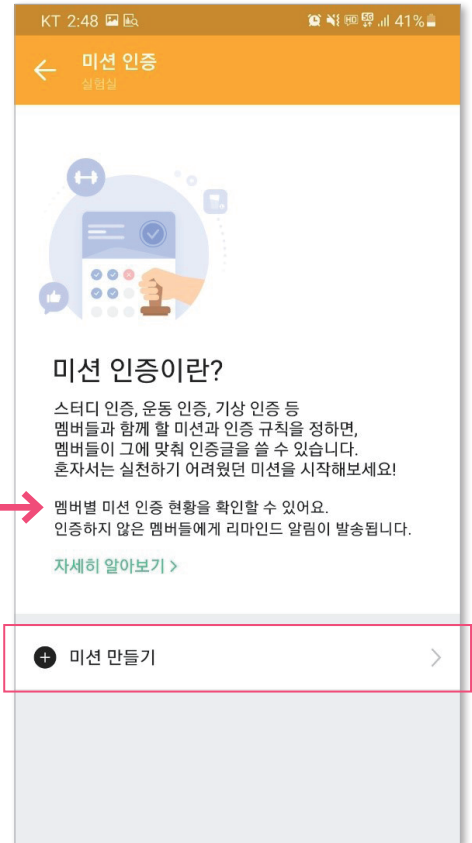 KT 2:48 41%
미션 인증
실험실
미션 인증이란?
스터디 인증, 운동 인증, 기상 인증 등
멤버들과 함께 할 미션과 인증 규칙을 정하면,
멤버들이 그에 맞춰 인증글을 쓸 수 있습니다.
혼자서는 실천하기 어려웠던 미션을 시작해보세요!
멤버별 미션 인증 현황을 확인할 수 있어요.
인증하지 않은 멤버들에게 리마인드 알림이 발송됩니다.
자세히 알아보기 >
미션 만들기